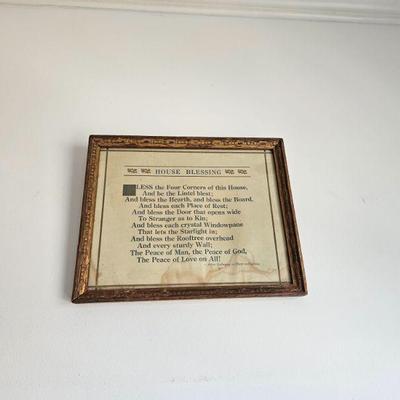 HOUSE BLESSING
BLESS the Four Corners of this House,
And be the Lintel blest;
And bless the Hearth, and bless the Board,
And bless each Place of Rest;
And bless the Door that opens wide
To Stranger as to Kin;
And bless each crystal Windowpane
That lets the Starlight in;
And bless the Rooftree overhead
And every sturdy Wall;
The Peace of Man, the Peace of God,
The Peace of Love on All!